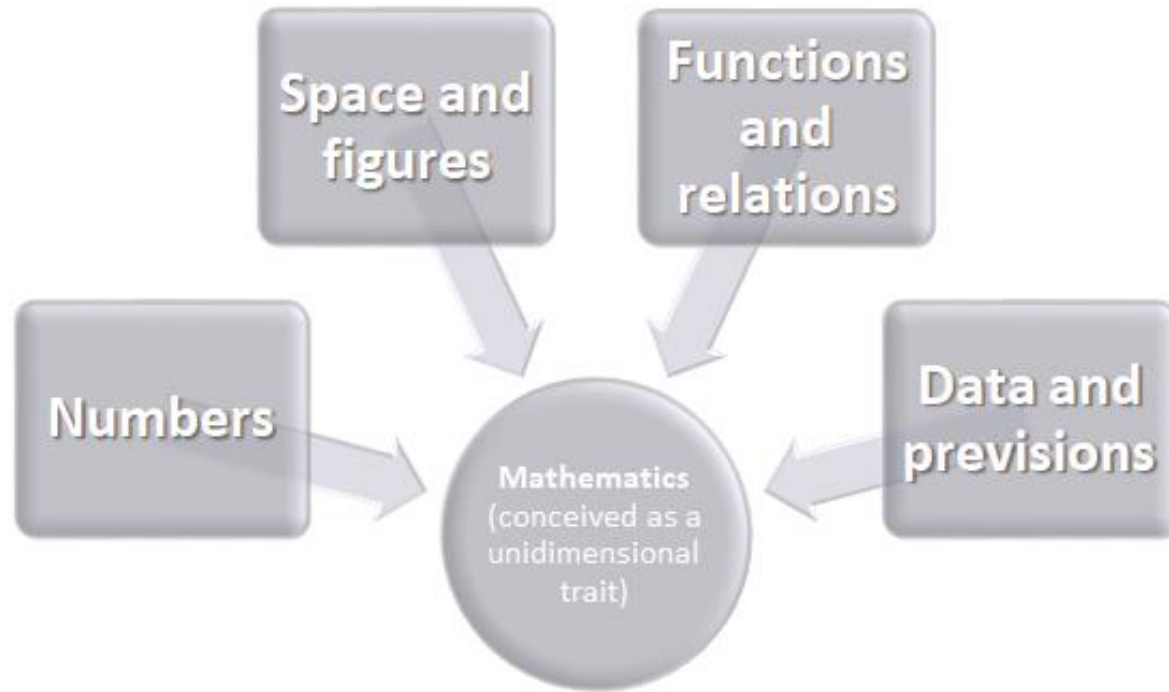 Space and
figures
Functions
and
relations
Numbers
Data and
previsions
Mathematics
(conceived as a
unidimensional
trait)